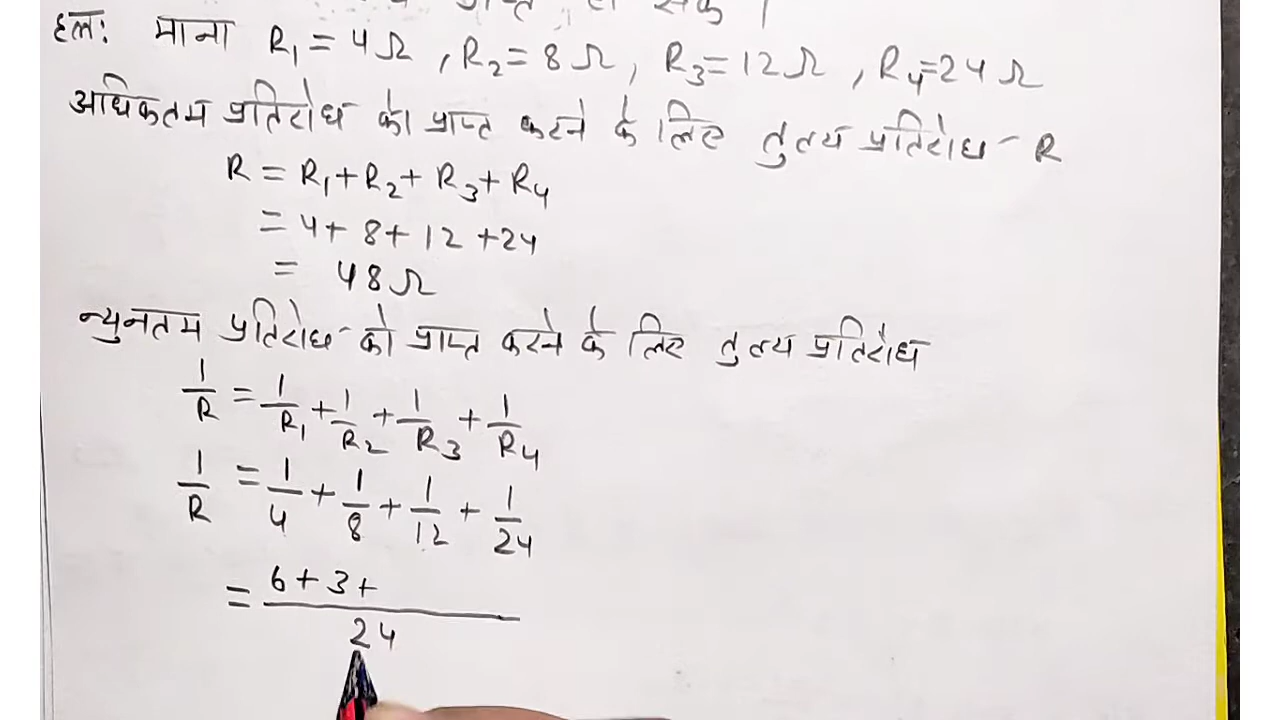 हल: माना R₁ = 4Ω , R₂ = 8Ω , R₃ = 12Ω , R₄ = 24Ω
अधिकतम प्रतिरोध को प्राप्त करने के लिए तुल्य प्रतिरोध R
R = R₁ + R₂ + R₃ + R₄
= 4 + 8 + 12 + 24
= 48Ω
न्युनतम प्रतिरोध को प्राप्त करने के लिए तुल्य प्रतिरोध
1/R = 1/R₁ + 1/R₂ + 1/R₃ + 1/R₄
1/R = 1/4 + 1/8 + 1/12 + 1/24
= 6 + 3 + / 24